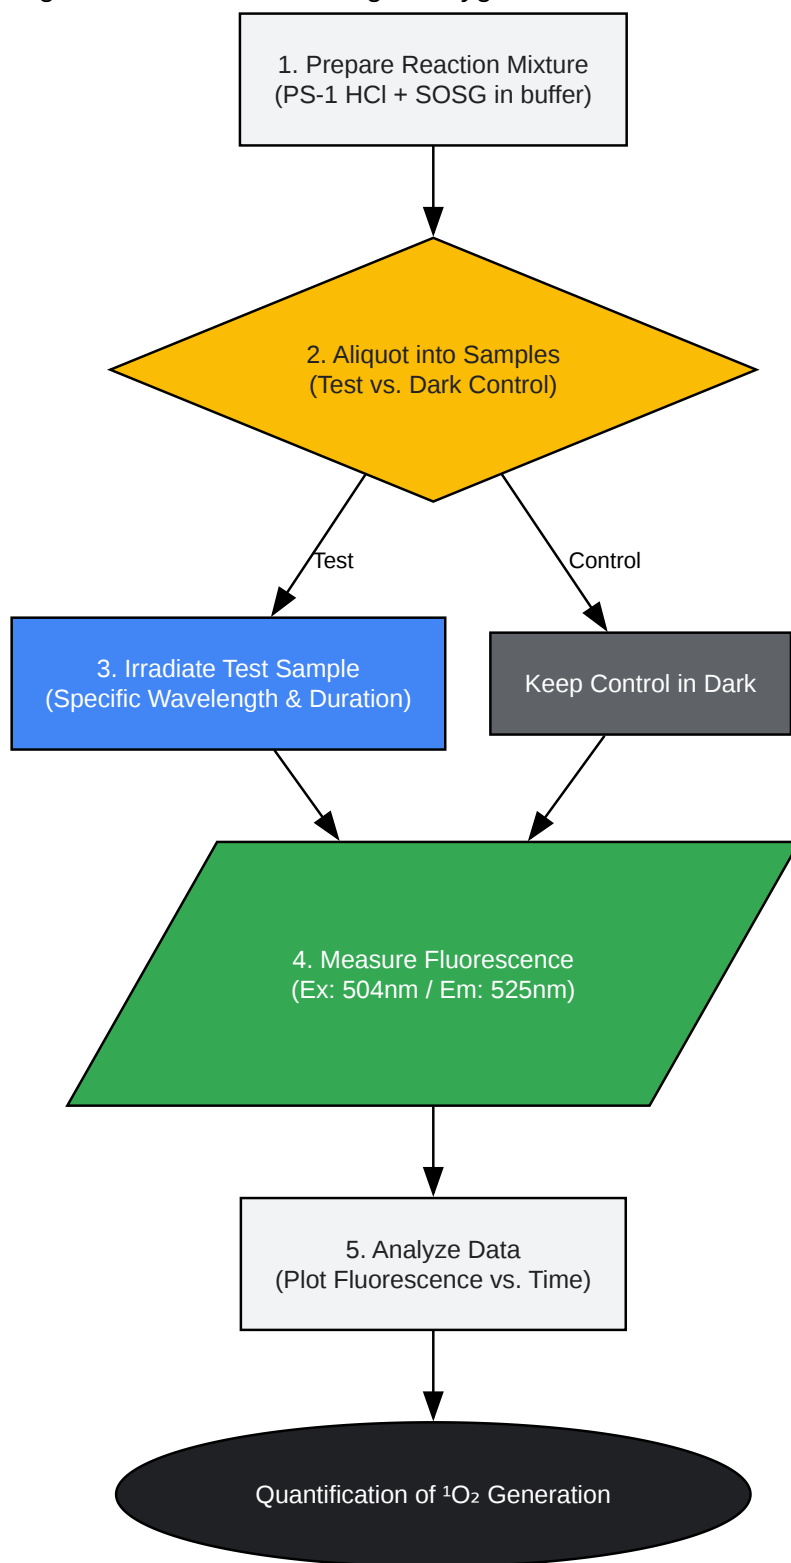 1. Prepare Reaction Mixture
(PS-1 HCl + SOSG in buffer)
2. Aliquot into Samples
(Test vs. Dark Control)
Test
Control
3. Irradiate Test Sample
(Specific Wavelength & Duration)
Keep Control in Dark
4. Measure Fluorescence
(Ex: 504nm / Em: 525nm)
5. Analyze Data
(Plot Fluorescence vs. Time)
Quantification of ¹O₂ Generation